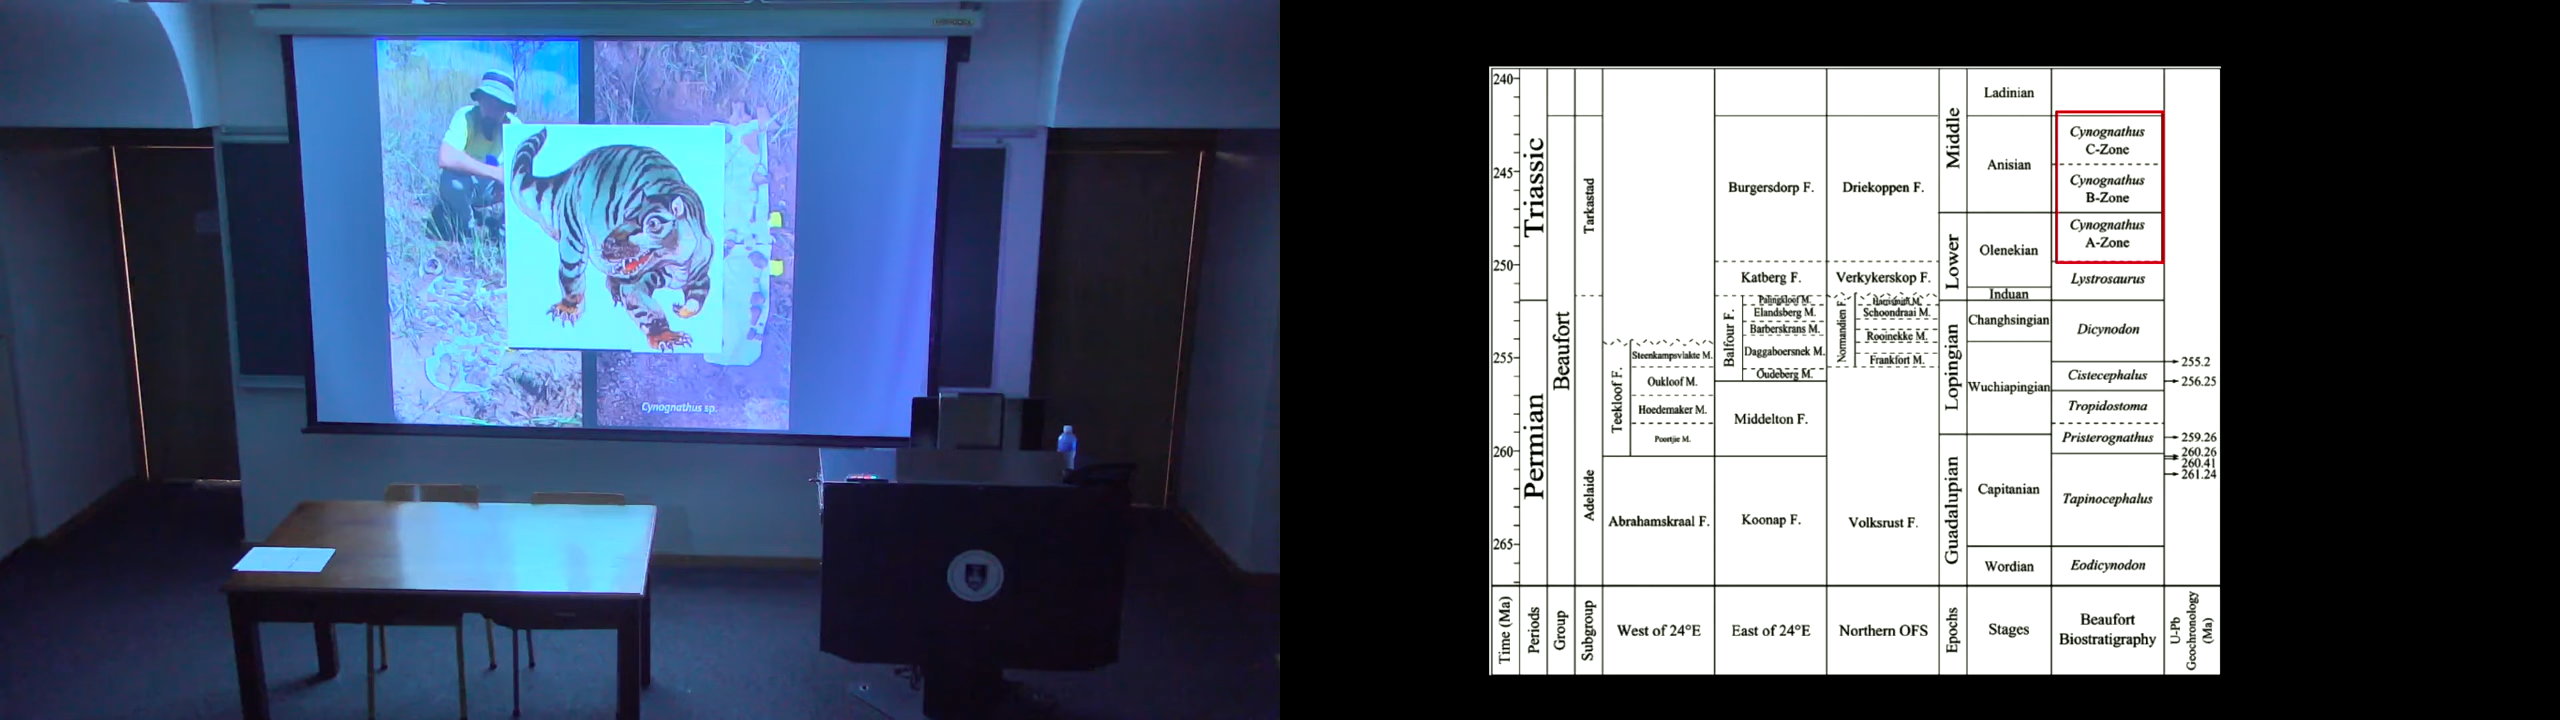 Cynognathus sp.
240
245
250
255
260
265
Triassic
Permian
Beaufort
Tarkastad
Adelaide
Teekloof F.
Steenkampsvlakte M.
Oukloof M.
Hoedemaker M.
Poortjie M.
Abrahamskraal F.
Burgersdorp F.
Katberg F.
Balfour F.
Palingkloof M.
Elandsberg M.
Barberskrans M.
Daggaboersnek M.
Oudeberg M.
Middelton F.
Koonap F.
Driekoppen F.
Verkykerskop F.
Normandien F.
Harrismith M.
Schoondraai M.
Rooinekke M.
Frankfort M.
Volksrust F.
Middle
Lower
Lopingian
Guadalupian
Ladinian
Anisian
Olenekian
Induan
Changhsingian
Wuchiapingian
Capitanian
Wordian
Cynognathus
C-Zone
Cynognathus
B-Zone
Cynognathus
A-Zone
Lystrosaurus
Dicynodon
Cistecephalus
Tropidostoma
Pristerognathus
Tapinocephalus
Eodicynodon
255.2
256.25
259.26
260.26
260.41
261.24
Time (Ma)
Periods
Group
Subgroup
West of 24°E
East of 24°E
Northern OFS
Epochs
Stages
Beaufort
Biostratigraphy
U-Pb
Geochronology
(Ma)